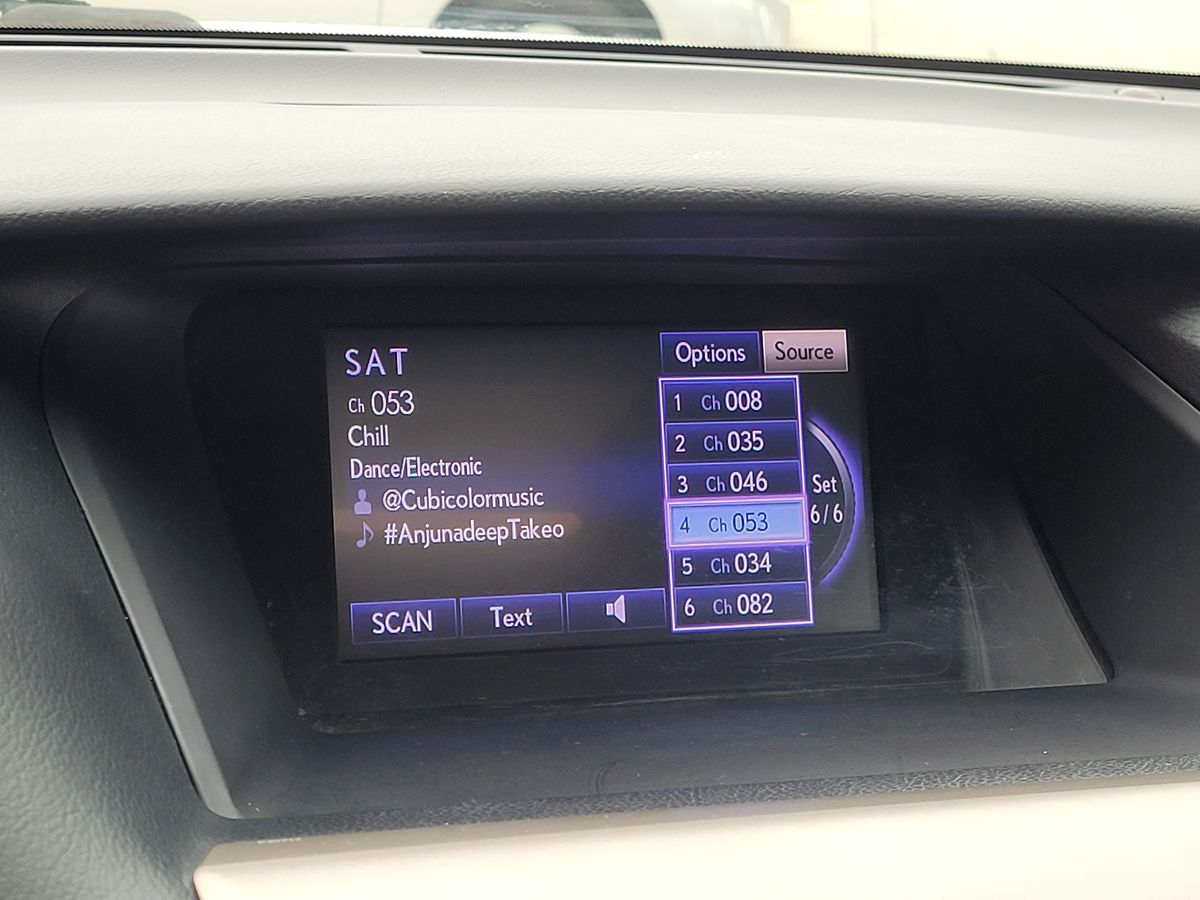 SAT
Ch 053
Chill
Dance/Electronic
@Cubicolormusic
#AnjunadeepTakeo
SCAN
Text
Options
Source
1 Ch 008
2 Ch 035
3 Ch 046
4 Ch 053
5 Ch 034
6 Ch 082
Set
6/6